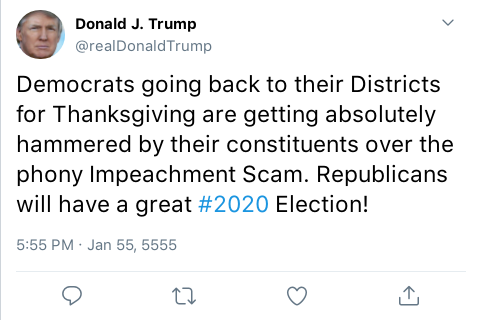 Donald J. Trump
@realDonaldTrump
Democrats going back to their Districts
for Thanksgiving are getting absolutely
hammered by their constituents over the
phony Impeachment Scam. Republicans
will have a great #2020 Election!
5:55 PM · Jan 55, 5555